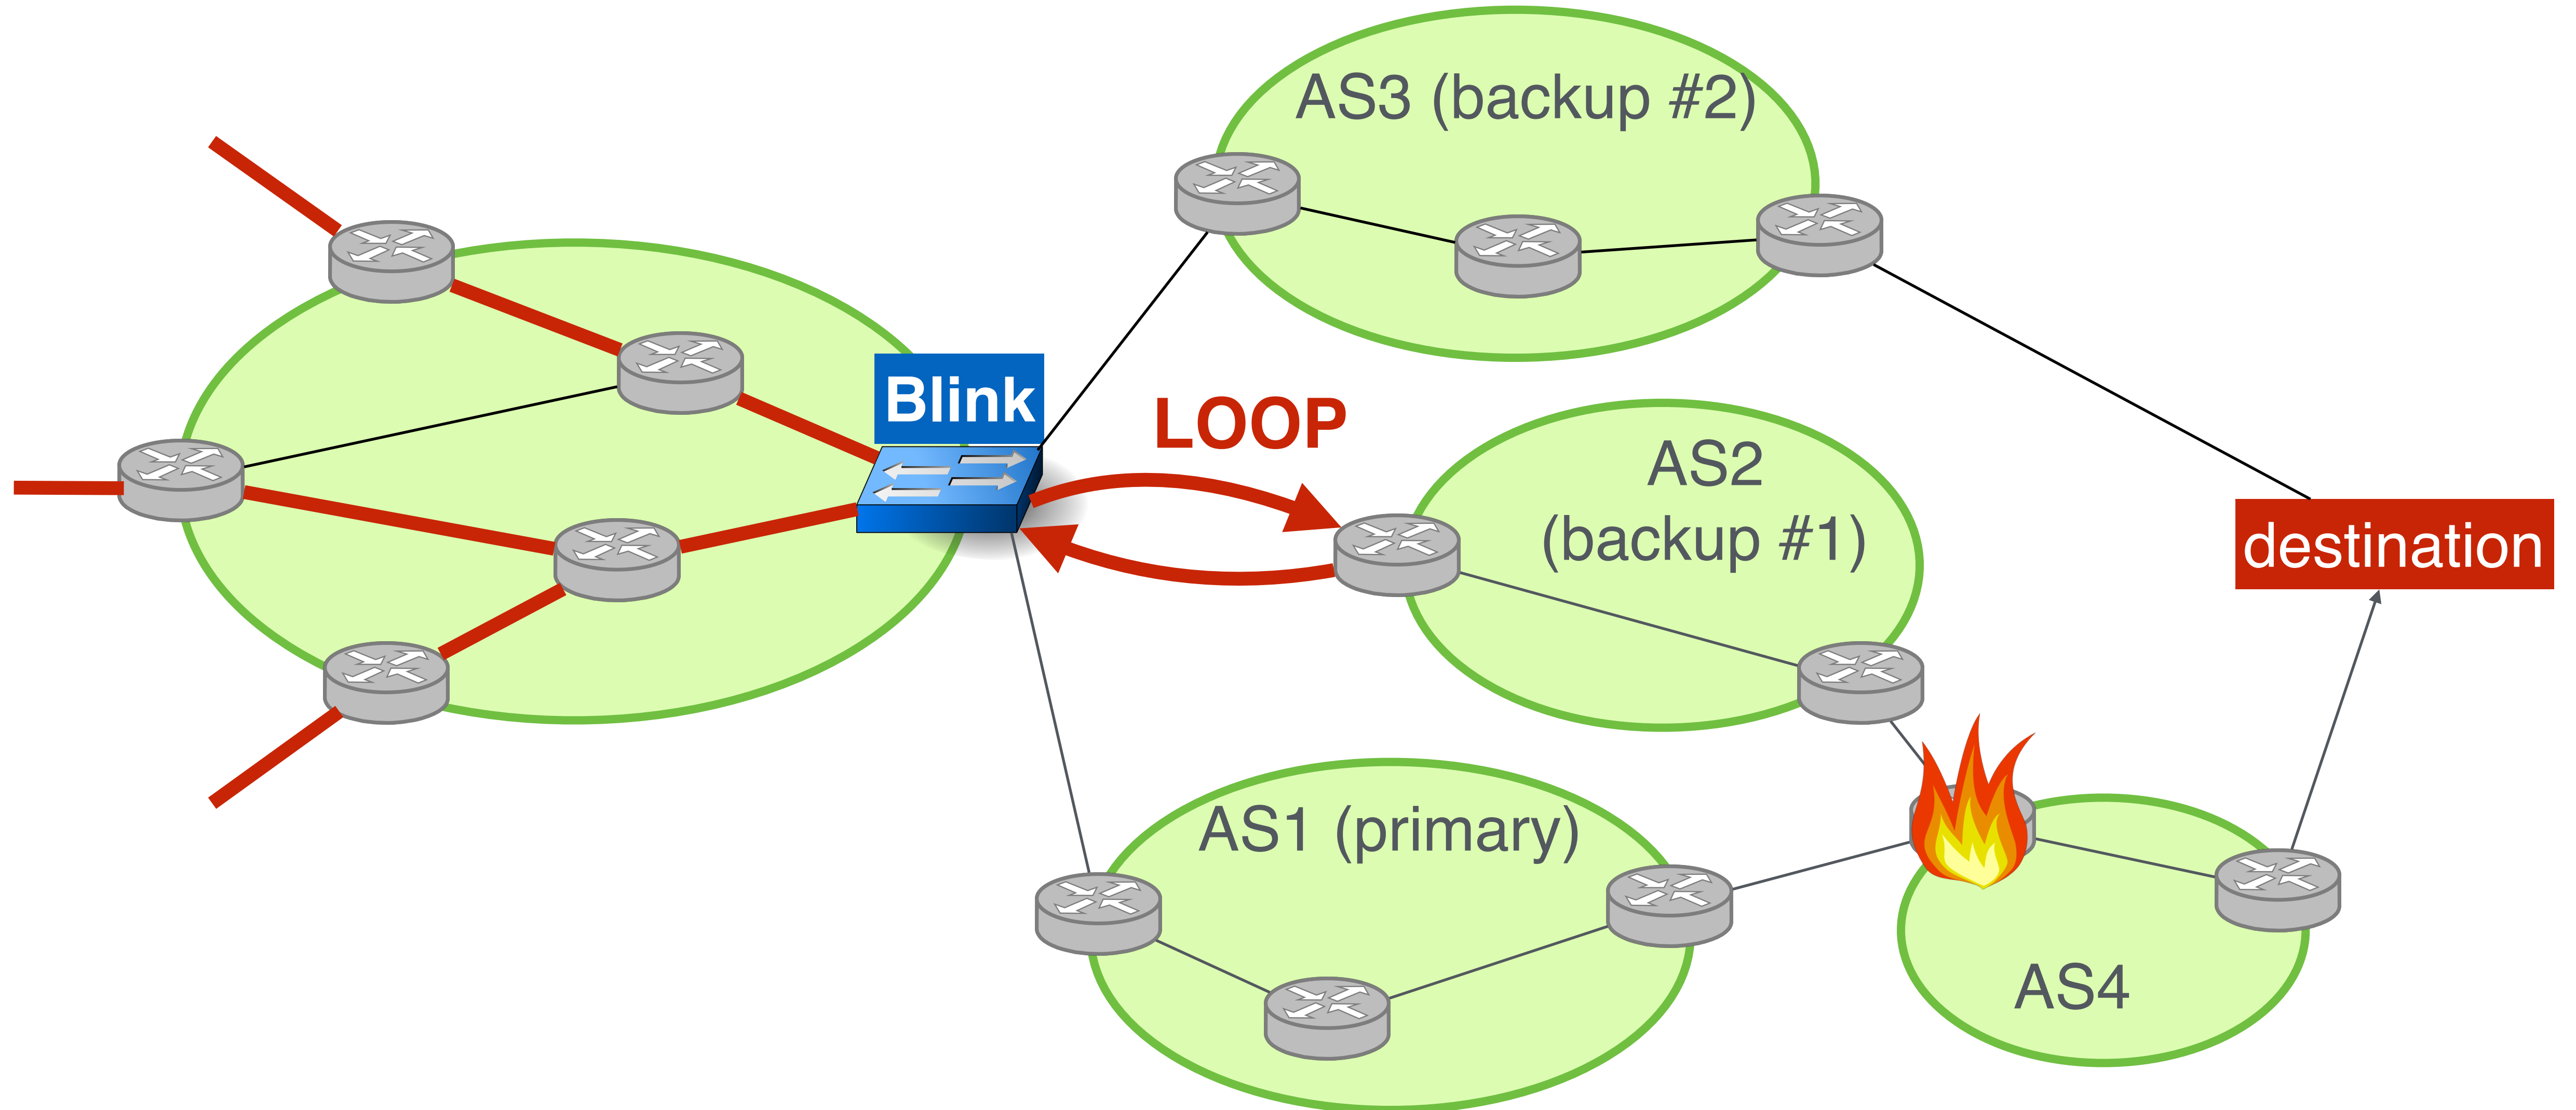 AS3 (backup #2)
Blink
LOOP
AS2
(backup #1)
destination
AS1 (primary)
AS4